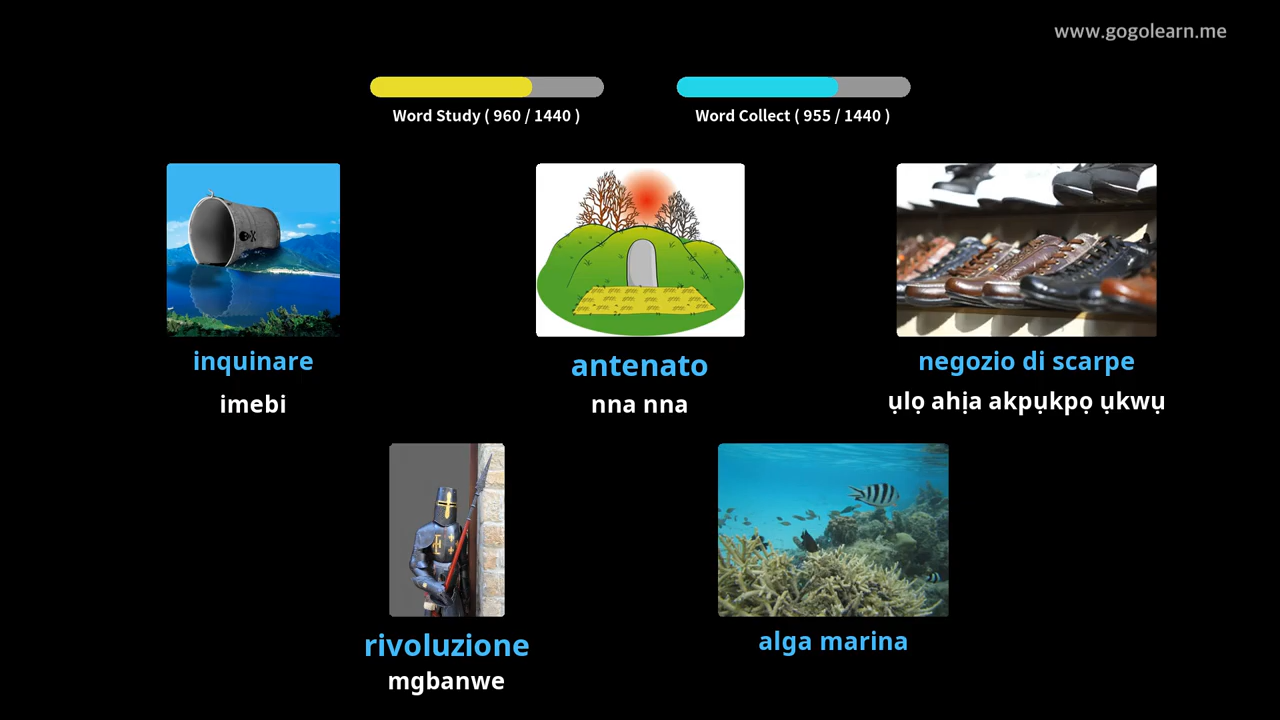 www.gogolearn.me
Word Study ( 960 / 1440 )
Word Collect ( 955 / 1440 )
inquinare
imebi
antenato
nna nna
negozio di scarpe
ụlọ ahịa akpụkpọ ụkwụ
rivoluzione
mgbanwe
alga marina